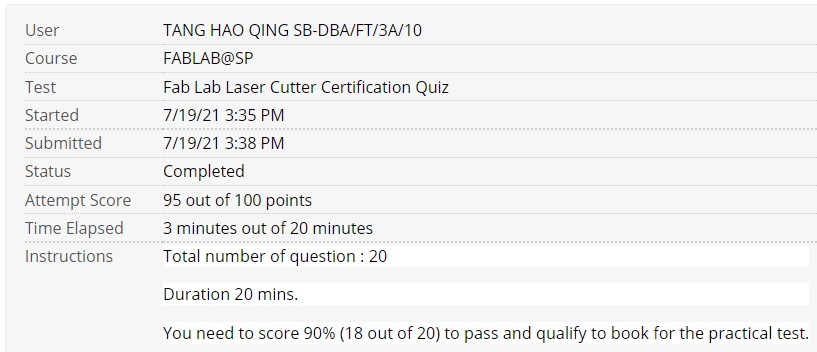 User TANG HAO QING SB-DBA/FT/3A/10
Course FABLAB@SP
Test Fab Lab Laser Cutter Certification Quiz
Started 7/19/21 3:35 PM
Submitted 7/19/21 3:38 PM
Status Completed
Attempt Score 95 out of 100 points
Time Elapsed 3 minutes out of 20 minutes
Instructions Total number of question : 20
Duration 20 mins.
You need to score 90% (18 out of 20) to pass and qualify to book for the practical test.